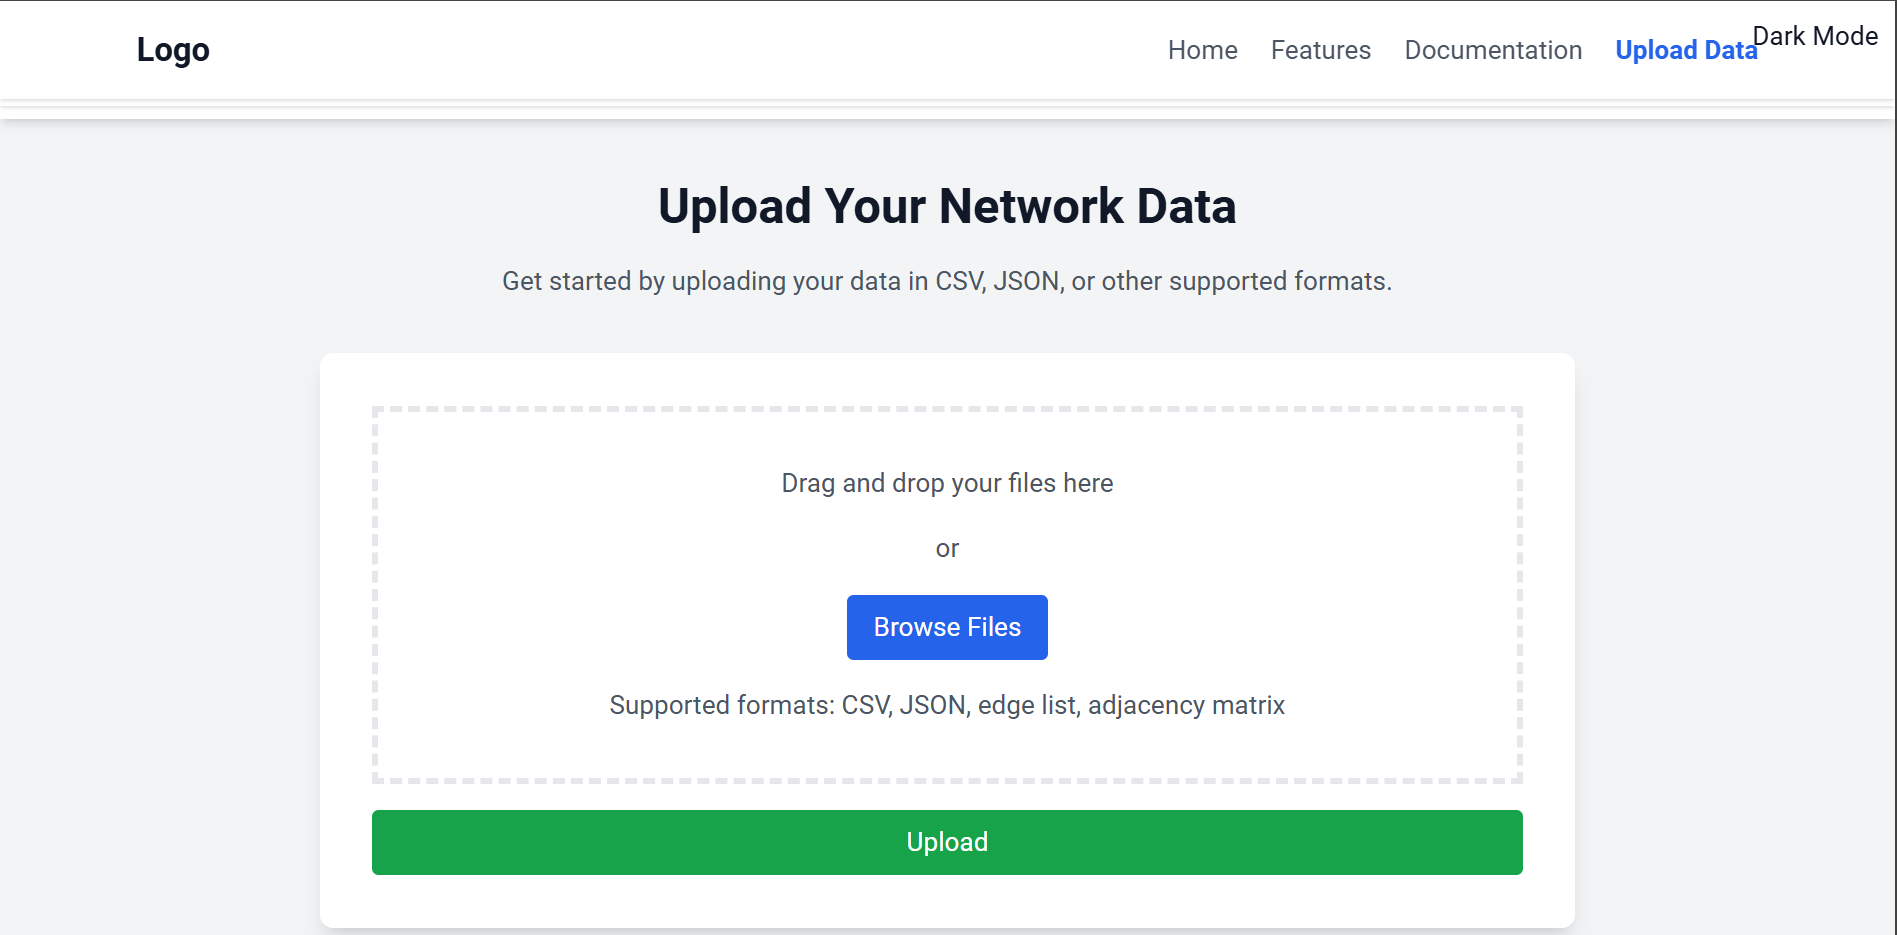 Logo
Home Features Documentation Upload Data Dark Mode
Upload Your Network Data
Get started by uploading your data in CSV, JSON, or other supported formats.
Drag and drop your files here
or
Browse Files
Supported formats: CSV, JSON, edge list, adjacency matrix
Upload